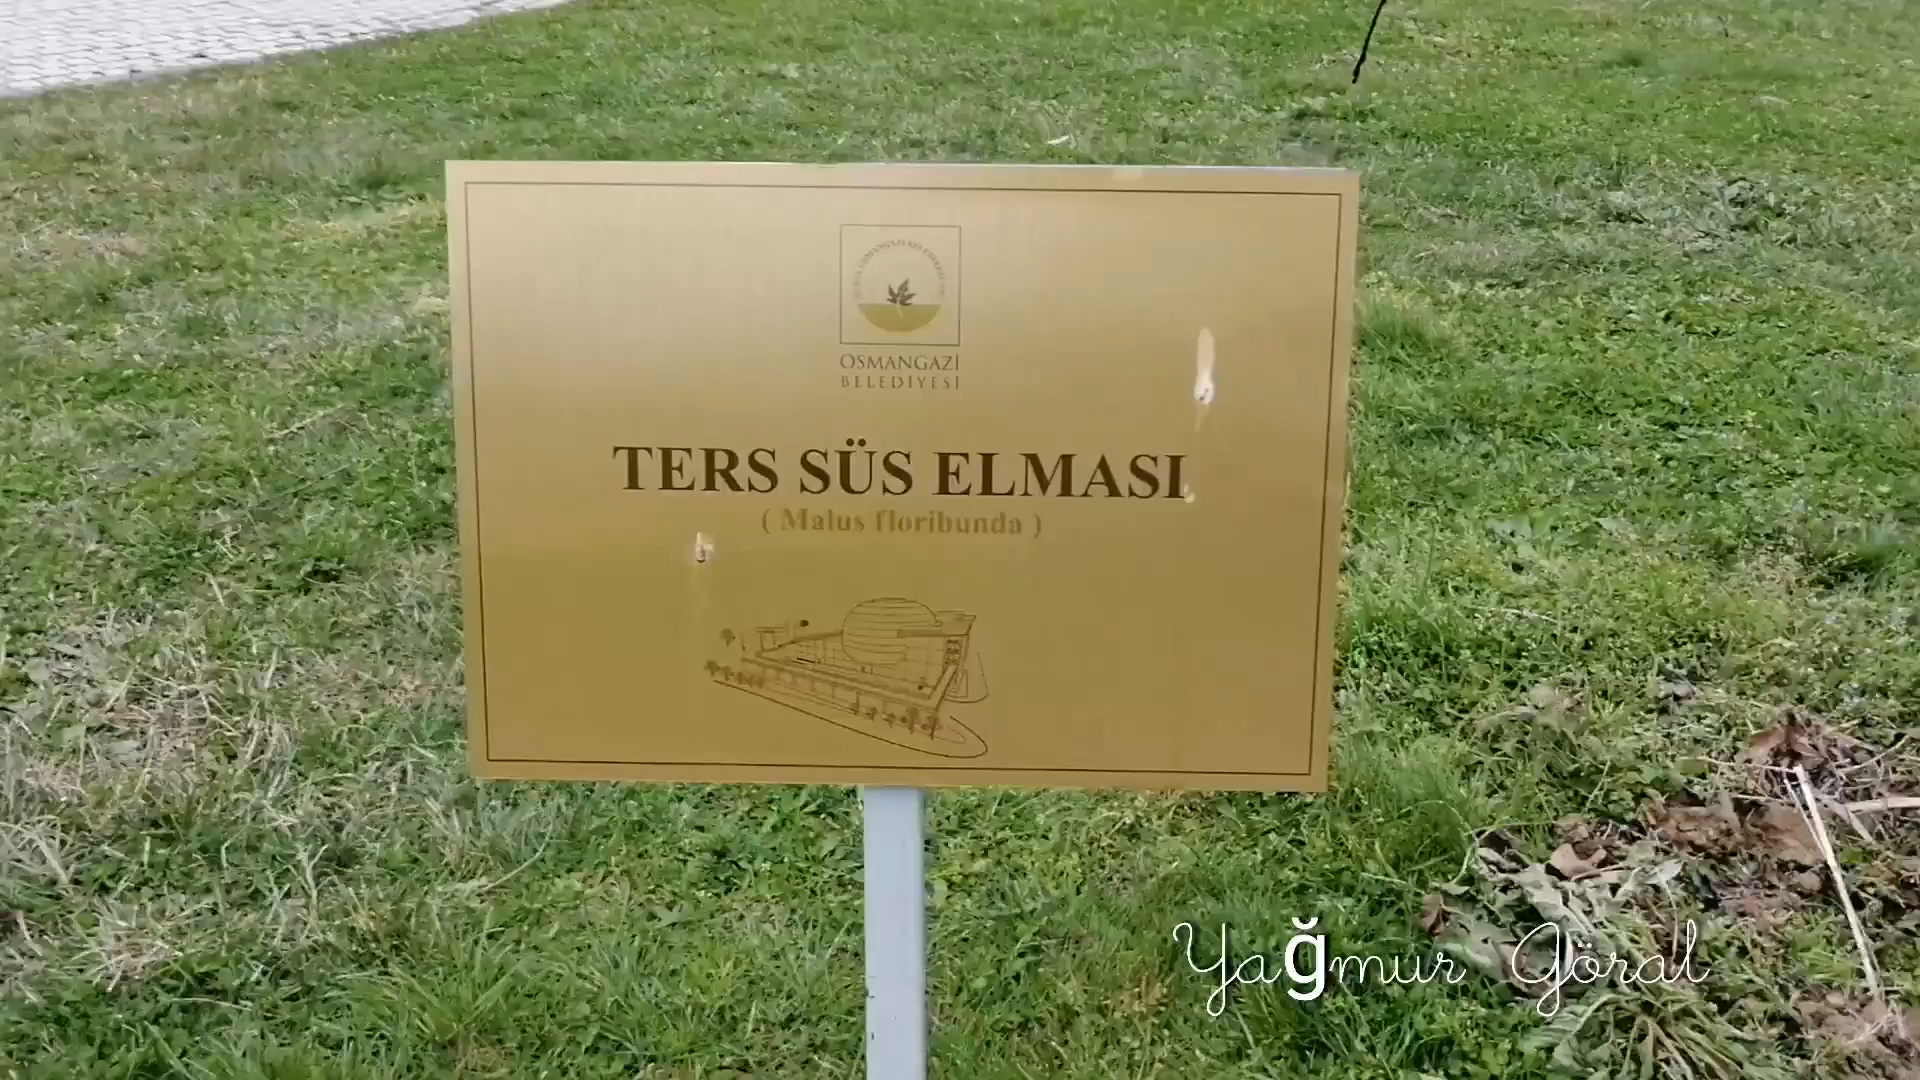 OSMANGAZİ
BELEDİYESİ
TERS SÜS ELMASI
( Malus floribunda )
Yağmur Göral